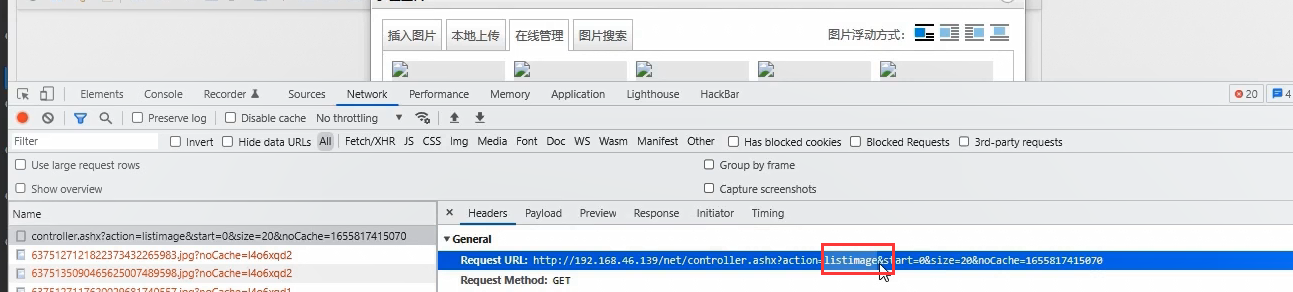 插入图片 本地上传 在线管理 图片搜索 图片浮动方式：
Elements Console Recorder Sources Network Performance Memory Application Lighthouse HackBar 20 4
Preserve log Disable cache No throttling
Filter Invert Hide data URLs All Fetch/XHR JS CSS Img Media Font Doc WS Wasm Manifest Other Has blocked cookies Blocked Requests 3rd-party requests
Use large request rows Group by frame
Show overview Capture screenshots
Name × Headers Payload Preview Response Initiator Timing
controller.ashx?action=listimage&start=0&size=20&noCache=1655817415070 General
6375127121822373432265983.jpg?noCache=l4o6xqd2 Request URL: http://192.168.46.139/net/controller.ashx?action=listimage&start=0&size=20&noCache=1655817415070
6375135090465625007489598.jpg?noCache=l4o6xqd2 Request Method: GET